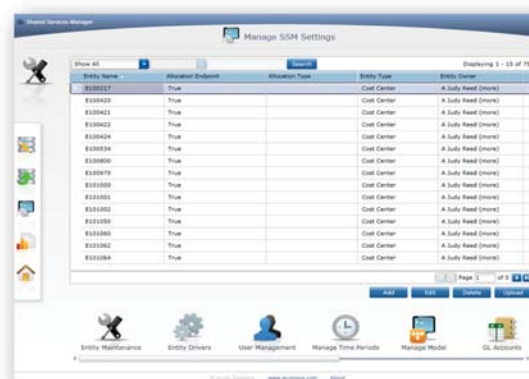 Shared Services Manager
Manage SSM Settings
Show All Search Displaying 1 - 15 of 75
Entity Name Allocation Endpoint Allocation Type Entity Type Entity Owner
E100217 True Cost Center A Judy Reed (more)
E100420 True Cost Center A Judy Reed (more)
E100421 True Cost Center A Judy Reed (more)
E100422 True Cost Center A Judy Reed (more)
E100424 True Cost Center A Judy Reed (more)
E100534 True Cost Center A Judy Reed (more)
E100800 True Cost Center A Judy Reed (more)
E100975 True Cost Center A Judy Reed (more)
E101000 True Cost Center A Judy Reed (more)
E101001 True Cost Center A Judy Reed (more)
E101002 True Cost Center A Judy Reed (more)
E101050 True Cost Center A Judy Reed (more)
E101060 True Cost Center A Judy Reed (more)
E101062 True Cost Center A Judy Reed (more)
E101064 True Cost Center A Judy Reed (more)
Page 1 of 5
Add Edit Delete Upload
Entity Maintenance Entity Drivers User Management Manage Time Periods Manage Model GL Accounts
About